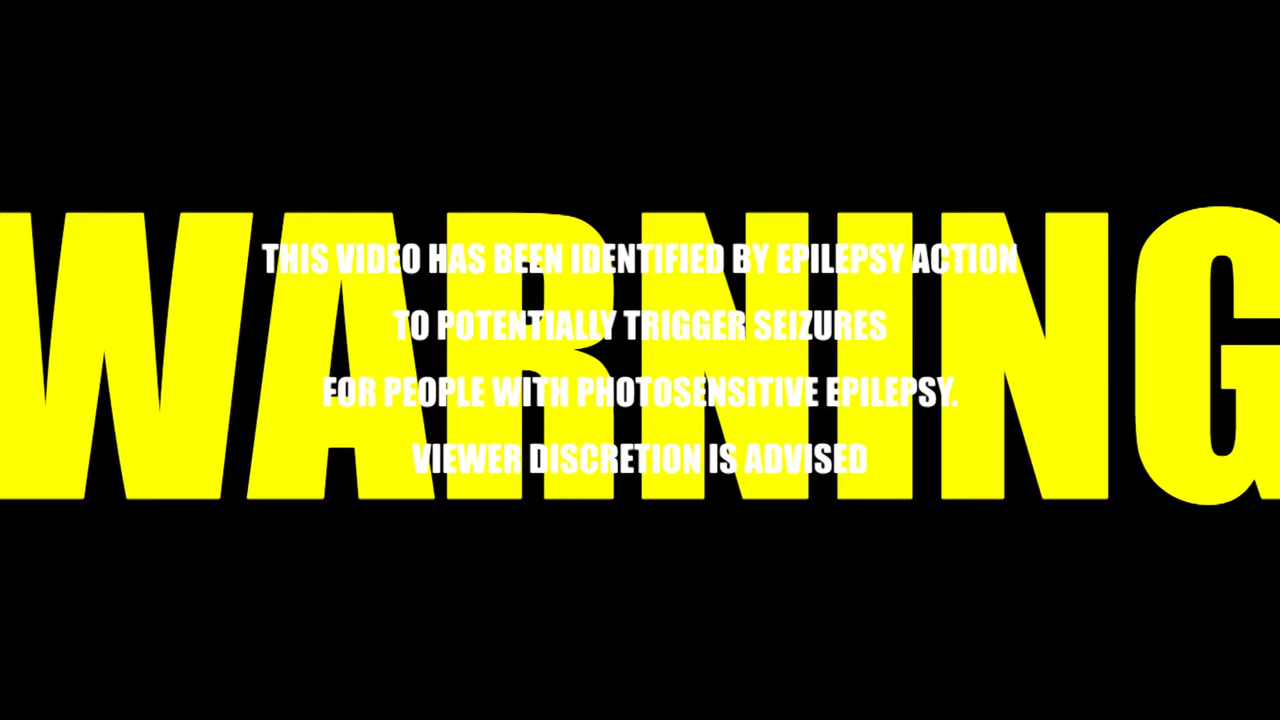 WARNING
THIS VIDEO HAS BEEN IDENTIFIED BY EPILEPSY ACTION
TO POTENTIALLY TRIGGER SEIZURES
FOR PEOPLE WITH PHOTOSENSITIVE EPILEPSY.
VIEWER DISCRETION IS ADVISED